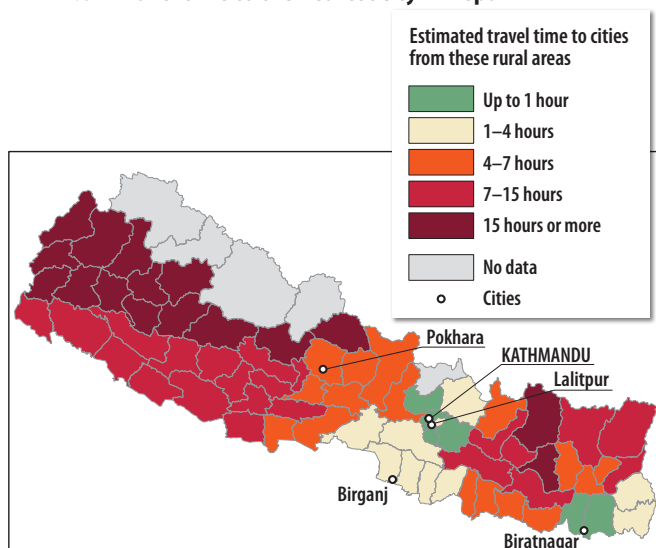 Estimated travel time to cities
from these rural areas
Up to 1 hour
1–4 hours
4–7 hours
7–15 hours
15 hours or more
No data
Cities
Pokhara
KATHMANDU
Lalitpur
Birganj
Biratnagar